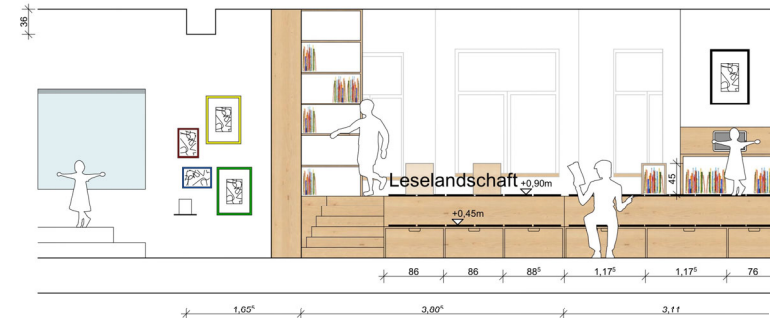 36
Leselandschaft +0,90m
45
+0,45m
86 86 88⁵ 1,17⁵ 1,17⁵ 76
1,65⁵ 3,00⁵ 3,11